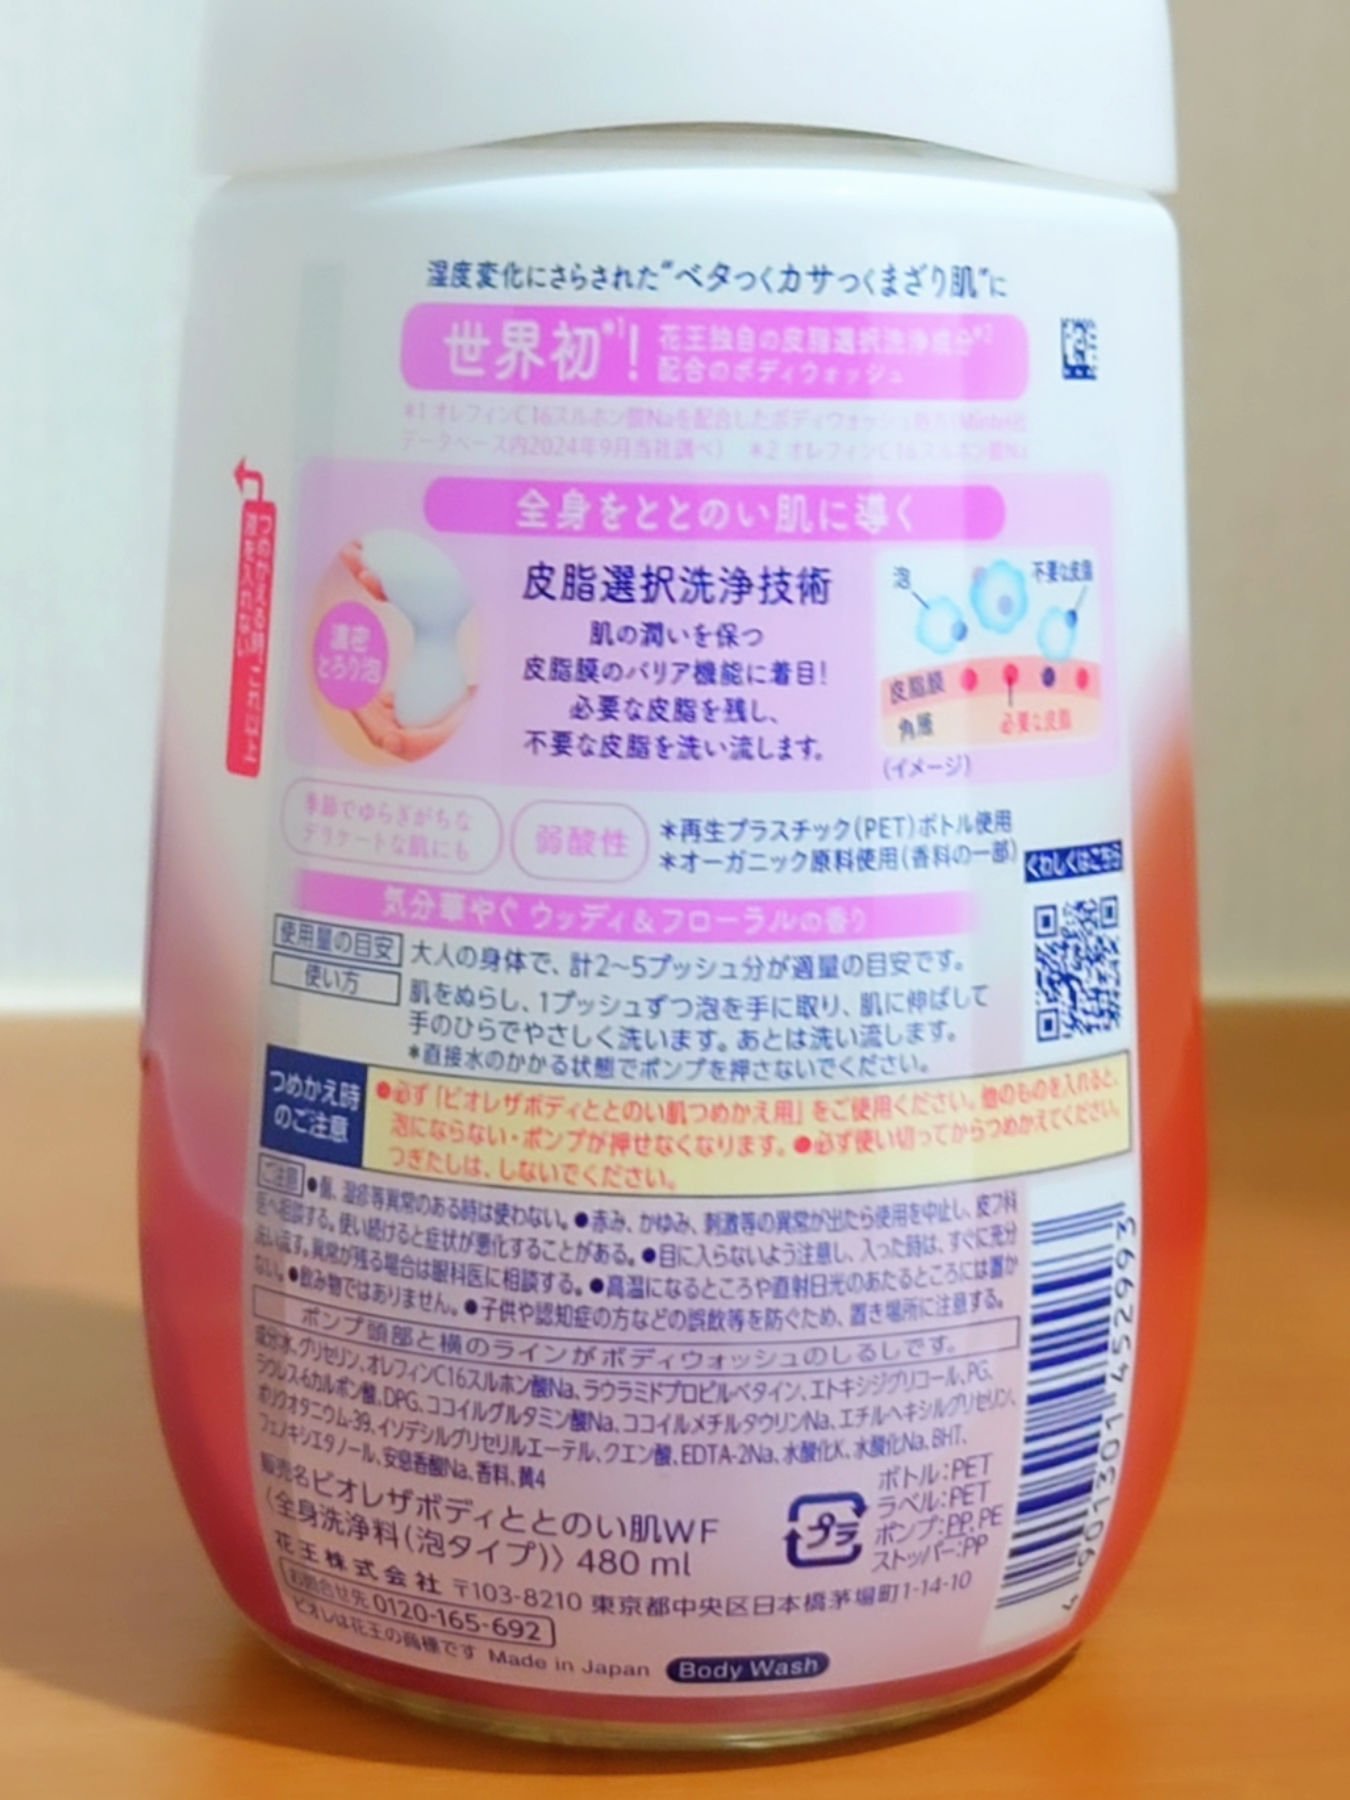 湿度変化にさらされた“ベタつくカサつくまざり肌”に
世界初*1! 花王独自の皮脂選択洗浄成分*2
配合のボディウォッシュ
*1 オレフィンC16スルホン酸Naを配合したボディウォッシュ
データベース内2024年9月当社調べ) *2 オレフィンC16スルホン酸Na
つめかえる時、これ以上
液を入れない
全身をととのい肌に導く
濃密
とろり泡
皮脂選択洗浄技術
肌の潤いを保つ
皮脂膜のバリア機能に着目!
必要な皮脂を残し、
不要な皮脂を洗い流します。
泡
不要な皮脂
皮脂膜
角層
必要な皮脂
(イメージ)
季節でゆらぎがちな
デリケートな肌にも
弱酸性
*再生プラスチック(PET)ボトル使用
*オーガニック原料使用(香料の一部)
くわしくはこちら
気分華やぐ ウッディ&フローラルの香り
使用量の目安 大人の身体で、計2~5プッシュ分が適量の目安です。
使い方 肌をぬらし、1プッシュずつ泡を手に取り、肌に伸ばして
手のひらでやさしく洗います。あとは洗い流します。
*直接水のかかる状態でポンプを押さないでください。
つめかえ時
のご注意
●必ず「ビオレザボディととのい肌つめかえ用」をご使用ください。他のものを入れると、
泡にならない・ポンプが押せなくなります。●必ず使い切ってからつめかえてください。
つぎたしは、しないでください。
ご注意 ●傷、湿疹等異常のある時は使わない。●赤み、かゆみ、刺激等の異常が出たら使用を中止し、皮フ科
医へ相談する。使い続けると症状が悪化することがある。●目に入らないよう注意し、入った時は、すぐに充分
洗い流す。異常が残る場合は眼科医に相談する。●高温になるところや直射日光のあたるところには置か
ない。●飲み物ではありません。●子供や認知症の方などの誤飲等を防ぐため、置き場所に注意する。
ポンプ頭部と横のラインがボディウォッシュのしるしです。
成分:水、グリセリン、オレフィンC16スルホン酸Na、ラウラミドプロピルベタイン、エトキシジグリコール、PG、
ラウレス-6カルボン酸、DPG、ココイルグルタミン酸Na、ココイルメチルタウリンNa、エチルヘキシルグリセリン、
ポリクオタニウム-39、イソデシルグリセリルエーテル、クエン酸、EDTA-2Na、水酸化K、水酸化Na、BHT、
フェノキシエタノール、安息香酸Na、香料、黄4
販売名 ビオレザボディととのい肌WF
〈全身洗浄料(泡タイプ)〉480 ml
プラ
ボトル:PET
ラベル:PET
ポンプ:PP, PE
ストッパー:PP
花王株式会社 〒103-8210 東京都中央区日本橋茅場町1-14-10
お問合せ先 0120-165-692
ビオレは花王の商標です Made in Japan Body Wash
4 901301 452993